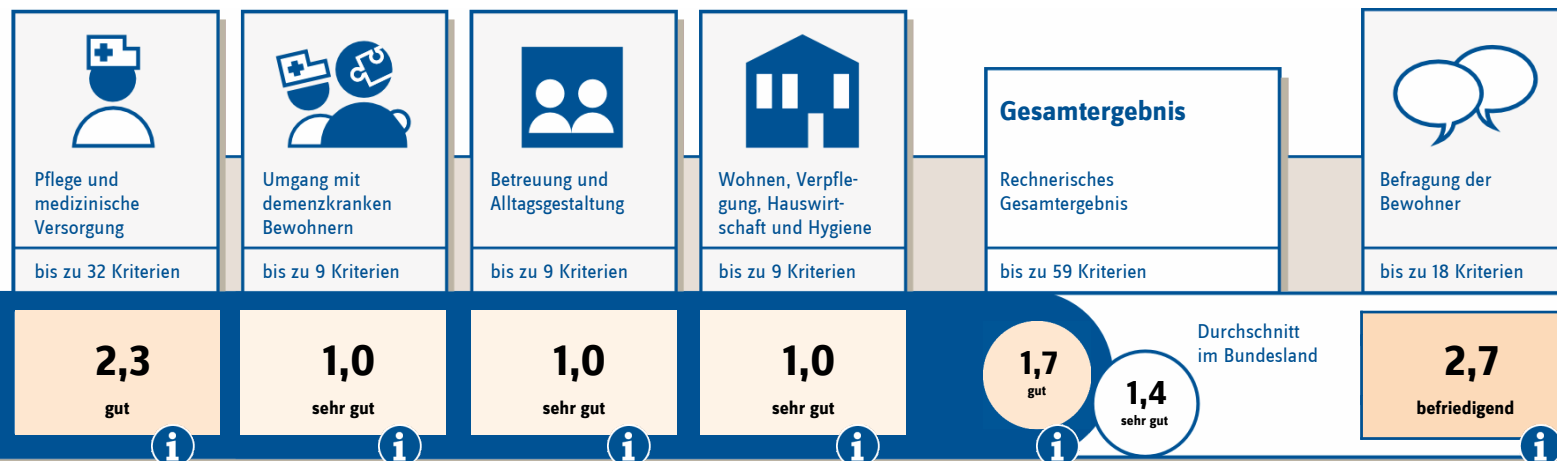 Pflege und
medizinische
Versorgung
bis zu 32 Kriterien
2,3
gut
i
Umgang mit
demenzkranken
Bewohnern
bis zu 9 Kriterien
1,0
sehr gut
i
Betreuung und
Alltagsgestaltung
bis zu 9 Kriterien
1,0
sehr gut
i
Wohnen, Verpfle-
gung, Hauswirt-
schaft und Hygiene
bis zu 9 Kriterien
1,0
sehr gut
i
Gesamtergebnis
Rechnerisches
Gesamtergebnis
bis zu 59 Kriterien
1,7
gut
i
Durchschnitt
im Bundesland
1,4
sehr gut
Befragung der
Bewohner
bis zu 18 Kriterien
2,7
befriedigend
i